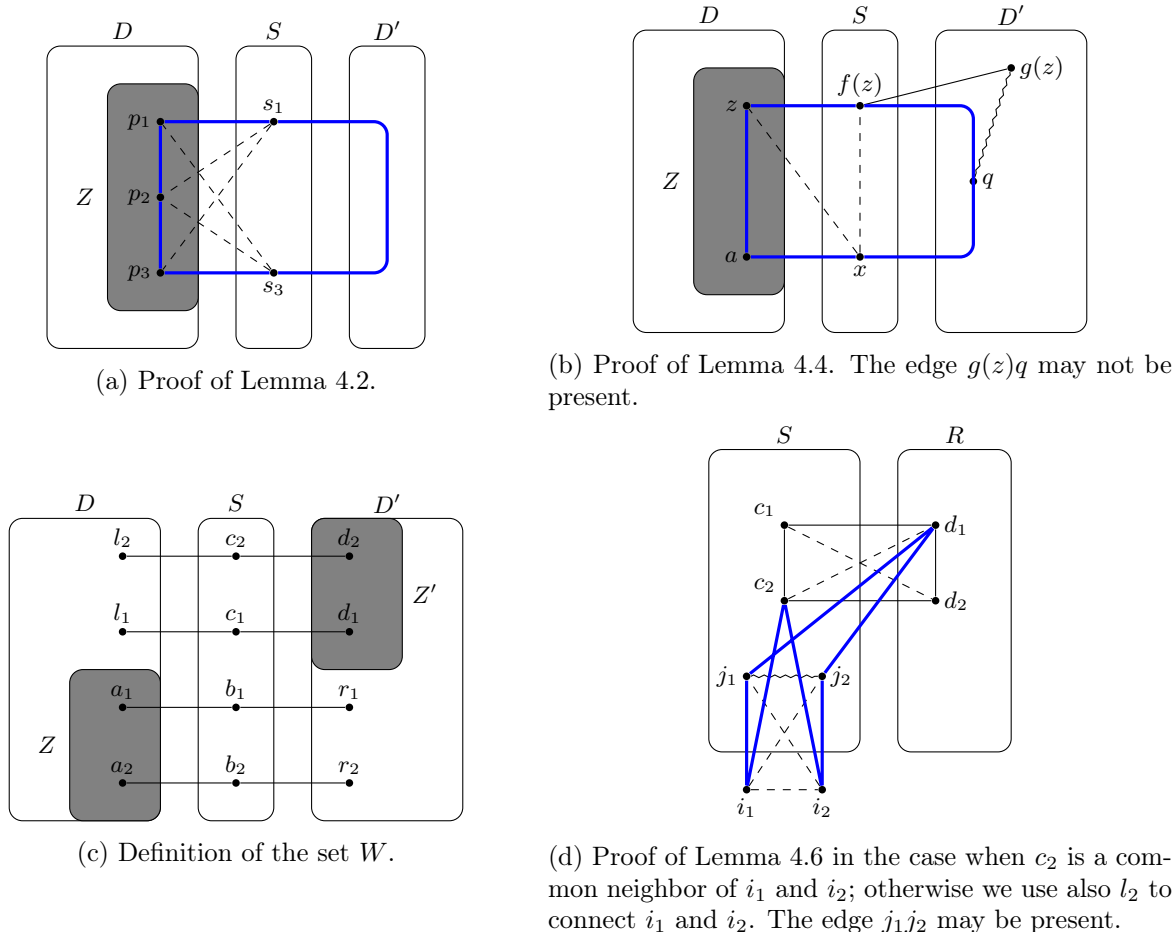 D S D′
p₁ s₁
Z p₂
p₃ s₃
(a) Proof of Lemma 4.2.
D S D′
g(z)
z f(z)
Z q
a x
(b) Proof of Lemma 4.4. The edge g(z)q may not be
present.
D S D′
l₂ c₂ d₂
Z′
l₁ c₁ d₁
a₁ b₁ r₁
Z
a₂ b₂ r₂
(c) Definition of the set W.
S R
c₁ d₁
c₂ d₂
j₁ j₂
i₁ i₂
(d) Proof of Lemma 4.6 in the case when c₂ is a com-
mon neighbor of i₁ and i₂; otherwise we use also l₂ to
connect i₁ and i₂. The edge j₁j₂ may be present.